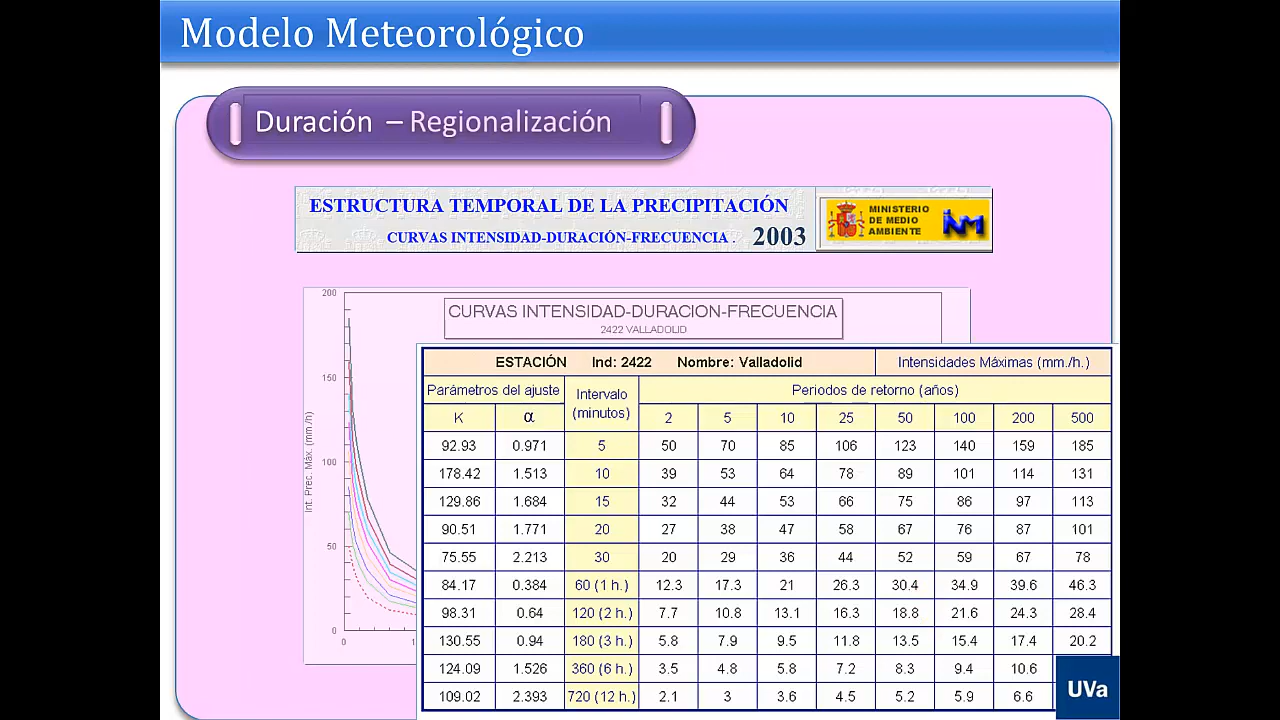 Modelo Meteorológico
Duración – Regionalización
ESTRUCTURA TEMPORAL DE LA PRECIPITACIÓN
CURVAS INTENSIDAD-DURACIÓN-FRECUENCIA . 2003
MINISTERIO
DE MEDIO
AMBIENTE
INM
200
CURVAS INTENSIDAD-DURACION-FRECUENCIA
2422 VALLADOLID
150
100
50
0
Int. Prec. Máx. (mm./h)
0
ESTACIÓN Ind: 2422 Nombre: Valladolid Intensidades Máximas (mm./h.)
Parámetros del ajuste Intervalo (minutos) Periodos de retorno (años)
K α 2 5 10 25 50 100 200 500
92.93 0.971 5 50 70 85 106 123 140 159 185
178.42 1.513 10 39 53 64 78 89 101 114 131
129.86 1.684 15 32 44 53 66 75 86 97 113
90.51 1.771 20 27 38 47 58 67 76 87 101
75.55 2.213 30 20 29 36 44 52 59 67 78
84.17 0.384 60 (1 h.) 12.3 17.3 21 26.3 30.4 34.9 39.6 46.3
98.31 0.64 120 (2 h.) 7.7 10.8 13.1 16.3 18.8 21.6 24.3 28.4
130.55 0.94 180 (3 h.) 5.8 7.9 9.5 11.8 13.5 15.4 17.4 20.2
124.09 1.526 360 (6 h.) 3.5 4.8 5.8 7.2 8.3 9.4 10.6
109.02 2.393 720 (12 h.) 2.1 3 3.6 4.5 5.2 5.9 6.6
UVa